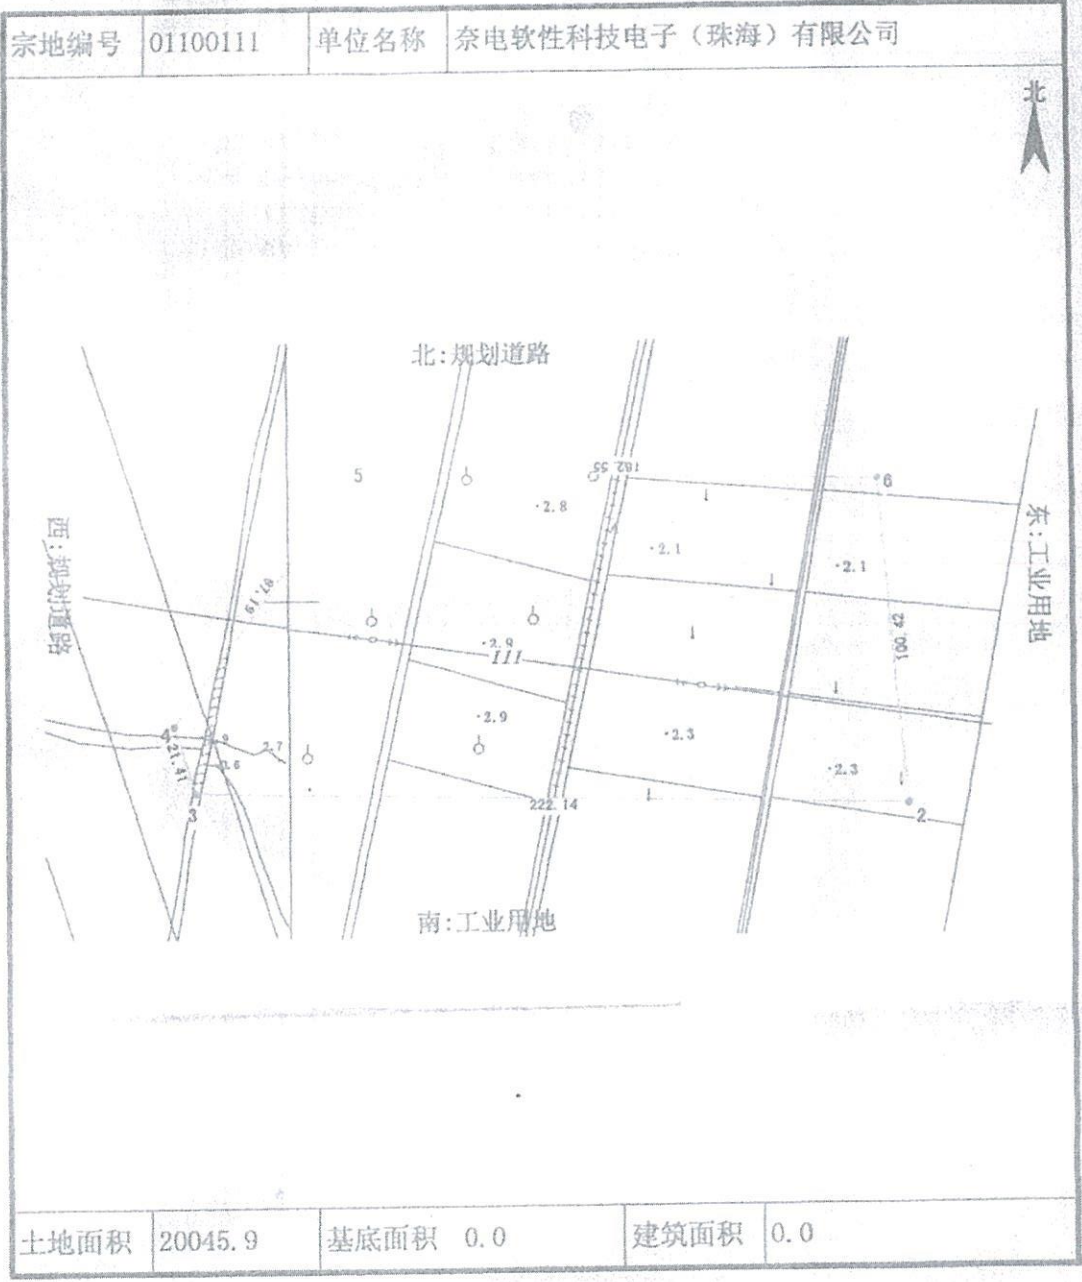 宗地编号 01100111 单位名称 奈电软性科技电子（珠海）有限公司
北
北:规划道路
5
182.55
6
·2.8
·2.1
·2.1
西:规划道路
东:工业用地
97.19
100.42
·2.9
III
·2.9
·2.3
·2.3
4
21.41
2.7
3
222.14
2
南:工业用地
土地面积 20045.9 基底面积 0.0 建筑面积 0.0